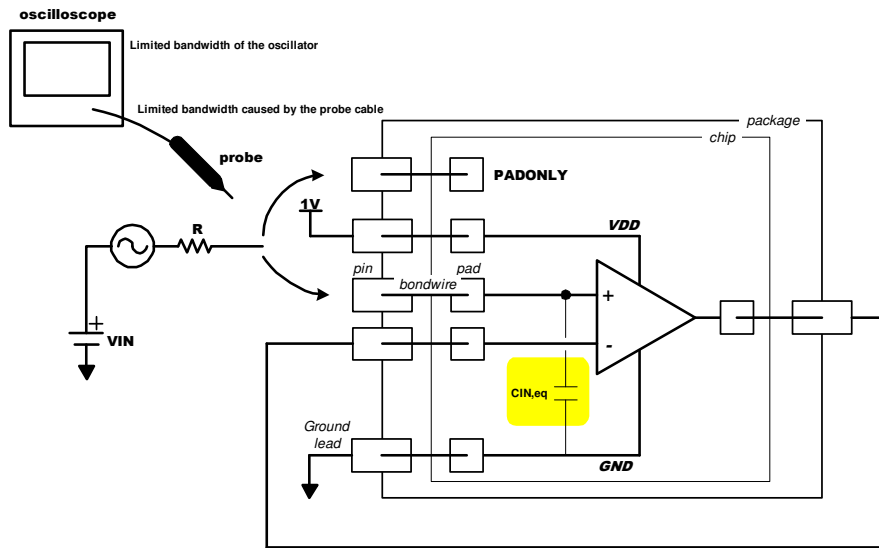 oscilloscope
Limited bandwidth of the oscillator
Limited bandwidth caused by the probe cable
package
chip
probe
PADONLY
1V
VDD
R
pin
bondwire
pad
+
+
VIN
-
CIN,eq
Ground
lead
GND